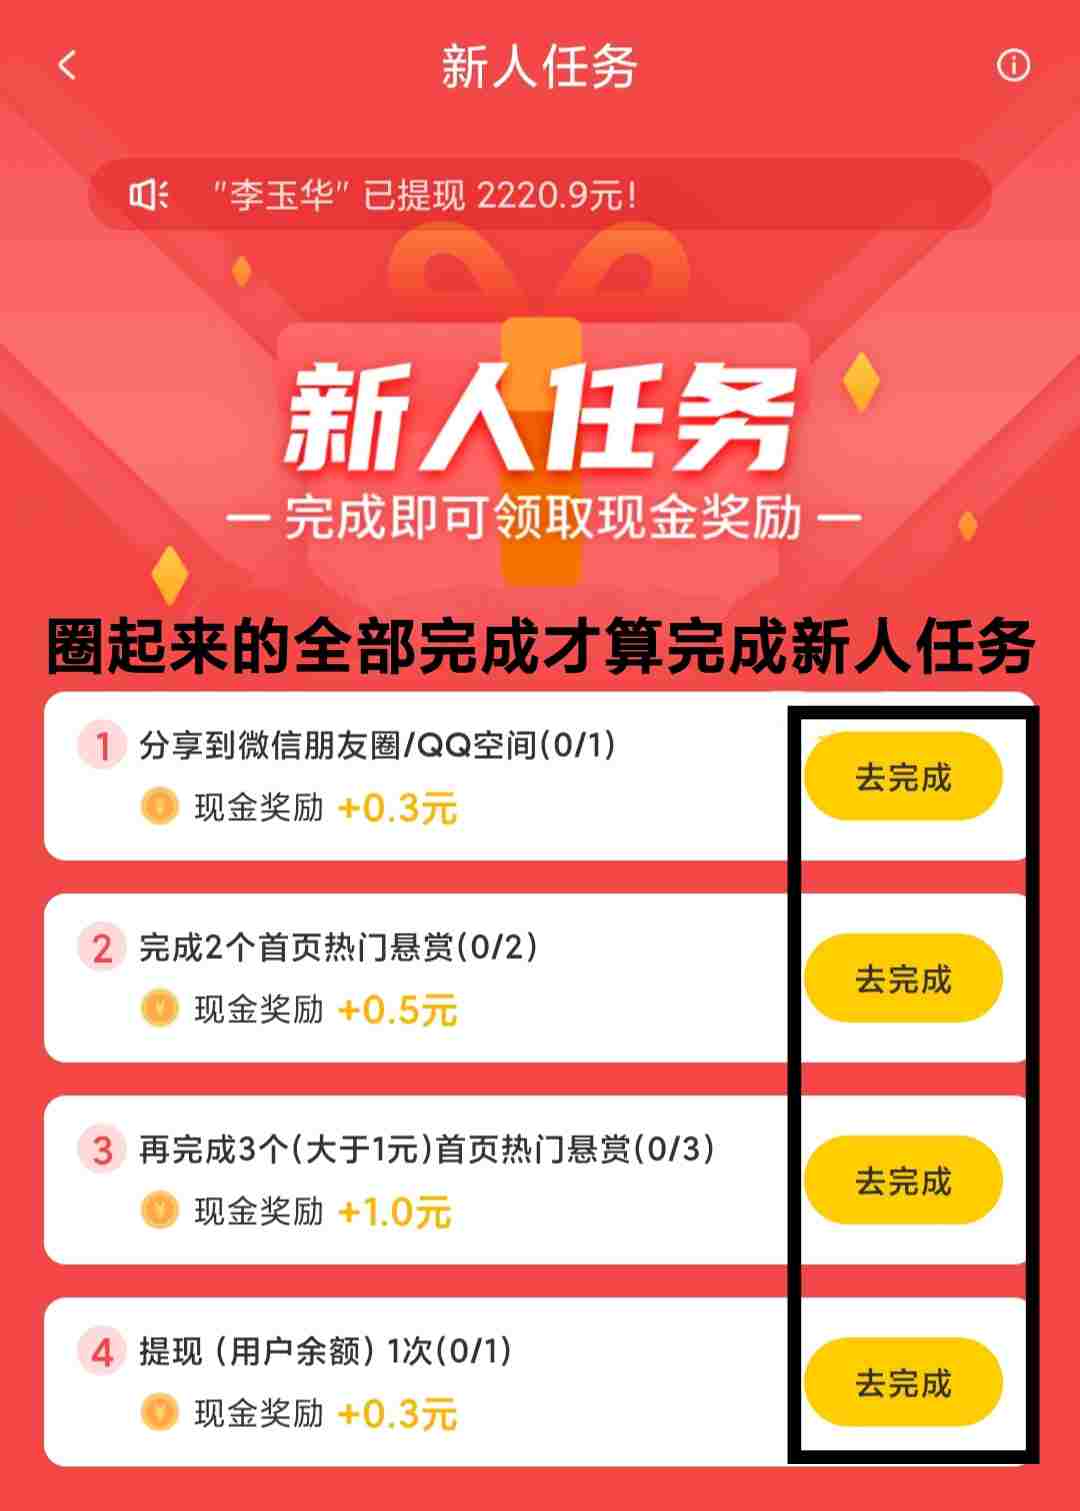 新人任务
"李玉华" 已提现 2220.9元!
新人任务
完成即可领取现金奖励
圈起来的全部完成才算完成新人任务
1 分享到微信朋友圈/QQ空间(0/1)
现金奖励 +0.3元
去完成
2 完成2个首页热门悬赏(0/2)
现金奖励 +0.5元
去完成
3 再完成3个(大于1元)首页热门悬赏(0/3)
现金奖励 +1.0元
去完成
4 提现 (用户余额) 1次(0/1)
现金奖励 +0.3元
去完成